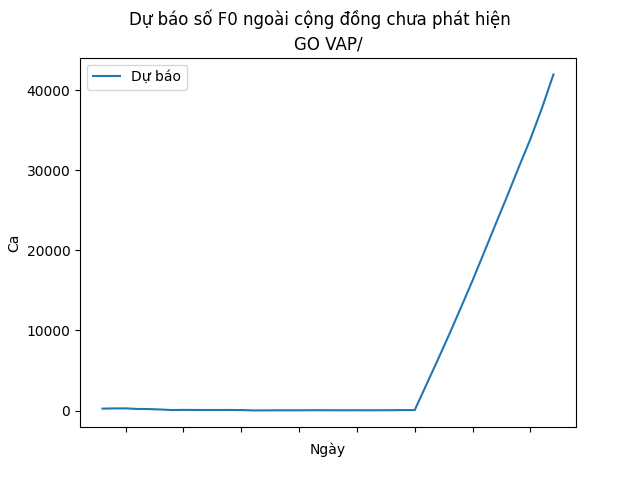 Dự báo số F0 ngoài cộng đồng chưa phát hiện
GO VAP/
Dự báo
40000
30000
20000
10000
0
Ca
Ngày